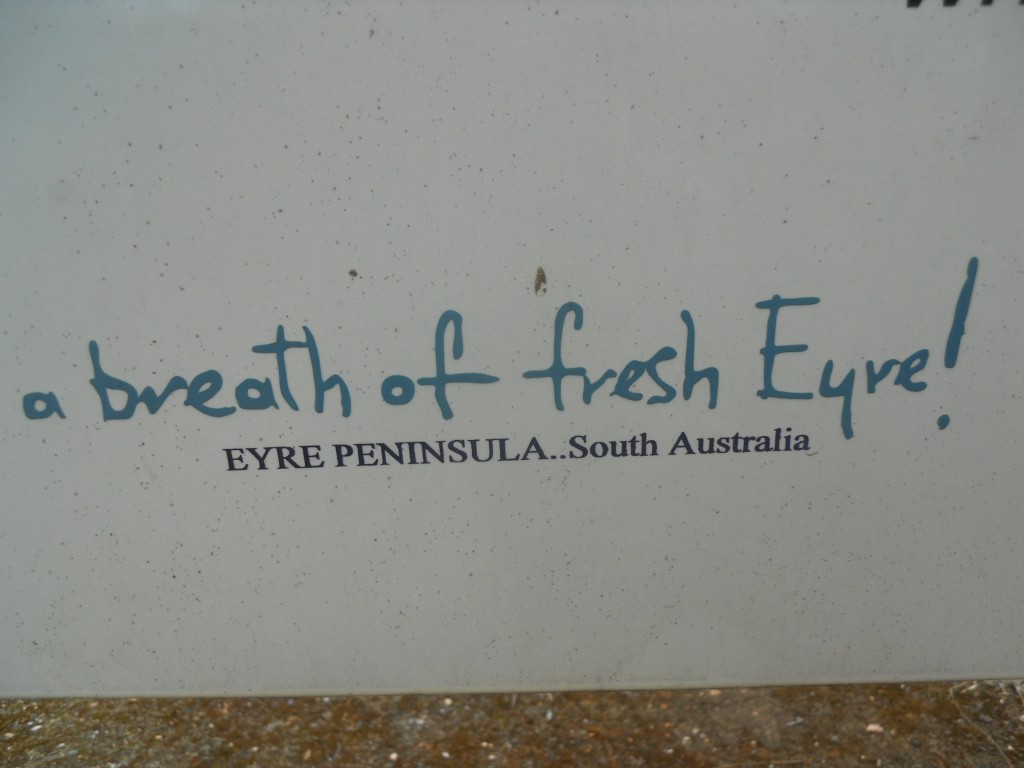 a breath of fresh Eyre!
EYRE PENINSULA..South Australia